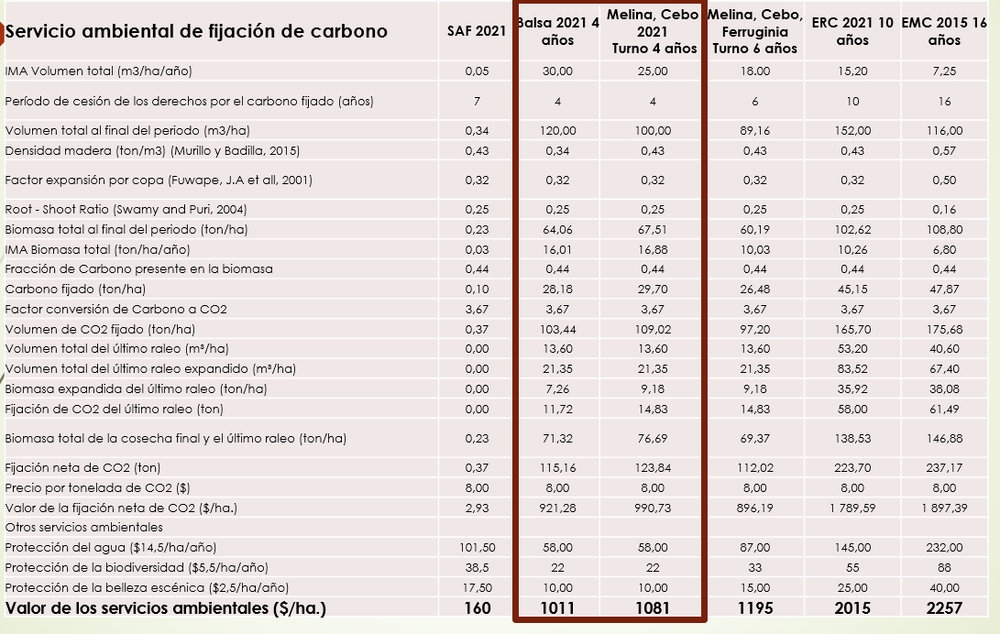 Servicio ambiental de fijación de carbono SAF 2021 Balsa 2021 4 años Melina, Cebo 2021 Turno 4 años Melina, Cebo, Ferruginia Turno 6 años ERC 2021 10 años EMC 2015 16 años
IMA Volumen total (m3/ha/año) 0,05 30,00 25,00 18.00 15,20 7,25
Período de cesión de los derechos por el carbono fijado (años) 7 4 4 6 10 16
Volumen total al final del periodo (m3/ha) 0,34 120,00 100,00 89,16 152,00 116,00
Densidad madera (ton/m3) (Murillo y Badilla, 2015) 0,43 0,34 0,43 0,43 0,43 0,57
Factor expansión por copa (Fuwape, J.A et all, 2001) 0,32 0,32 0,32 0,32 0,32 0,50
Root - Shoot Ratio (Swamy and Puri, 2004) 0,25 0,25 0,25 0,25 0,25 0,16
Biomasa total al final del periodo (ton/ha) 0,23 64,06 67,51 60,19 102,62 108,80
IMA Biomasa total (ton/ha/año) 0,03 16,01 16,88 10,03 10,26 6,80
Fracción de Carbono presente en la biomasa 0,44 0,44 0,44 0,44 0,44 0,44
Carbono fijado (ton/ha) 0,10 28,18 29,70 26,48 45,15 47,87
Factor conversión de Carbono a CO2 3,67 3,67 3,67 3,67 3,67 3,67
Volumen de CO2 fijado (ton/ha) 0,37 103,44 109,02 97,20 165,70 175,68
Volumen total del último raleo (m³/ha) 0,00 13,60 13,60 13,60 53,20 40,60
Volumen total del último raleo expandido (m³/ha) 0,00 21,35 21,35 21,35 83,52 67,40
Biomasa expandida del último raleo (ton/ha) 0,00 7,26 9,18 9,18 35,92 38,08
Fijación de CO2 del último raleo (ton) 0,00 11,72 14,83 14,83 58,00 61,49
Biomasa total de la cosecha final y el último raleo (ton/ha) 0,23 71,32 76,69 69,37 138,53 146,88
Fijación neta de CO2 (ton) 0,37 115,16 123,84 112,02 223,70 237,17
Precio por tonelada de CO2 ($) 8,00 8,00 8,00 8,00 8,00 8,00
Valor de la fijación neta de CO2 ($/ha.) 2,93 921,28 990,73 896,19 1 789,59 1 897,39
Otros servicios ambientales
Protección del agua ($14,5/ha/año) 101,50 58,00 58,00 87,00 145,00 232,00
Protección de la biodiversidad ($5,5/ha/año) 38,5 22 22 33 55 88
Protección de la belleza escénica ($2,5/ha/año) 17,50 10,00 10,00 15,00 25,00 40,00
Valor de los servicios ambientales ($/ha.) 160 1011 1081 1195 2015 2257